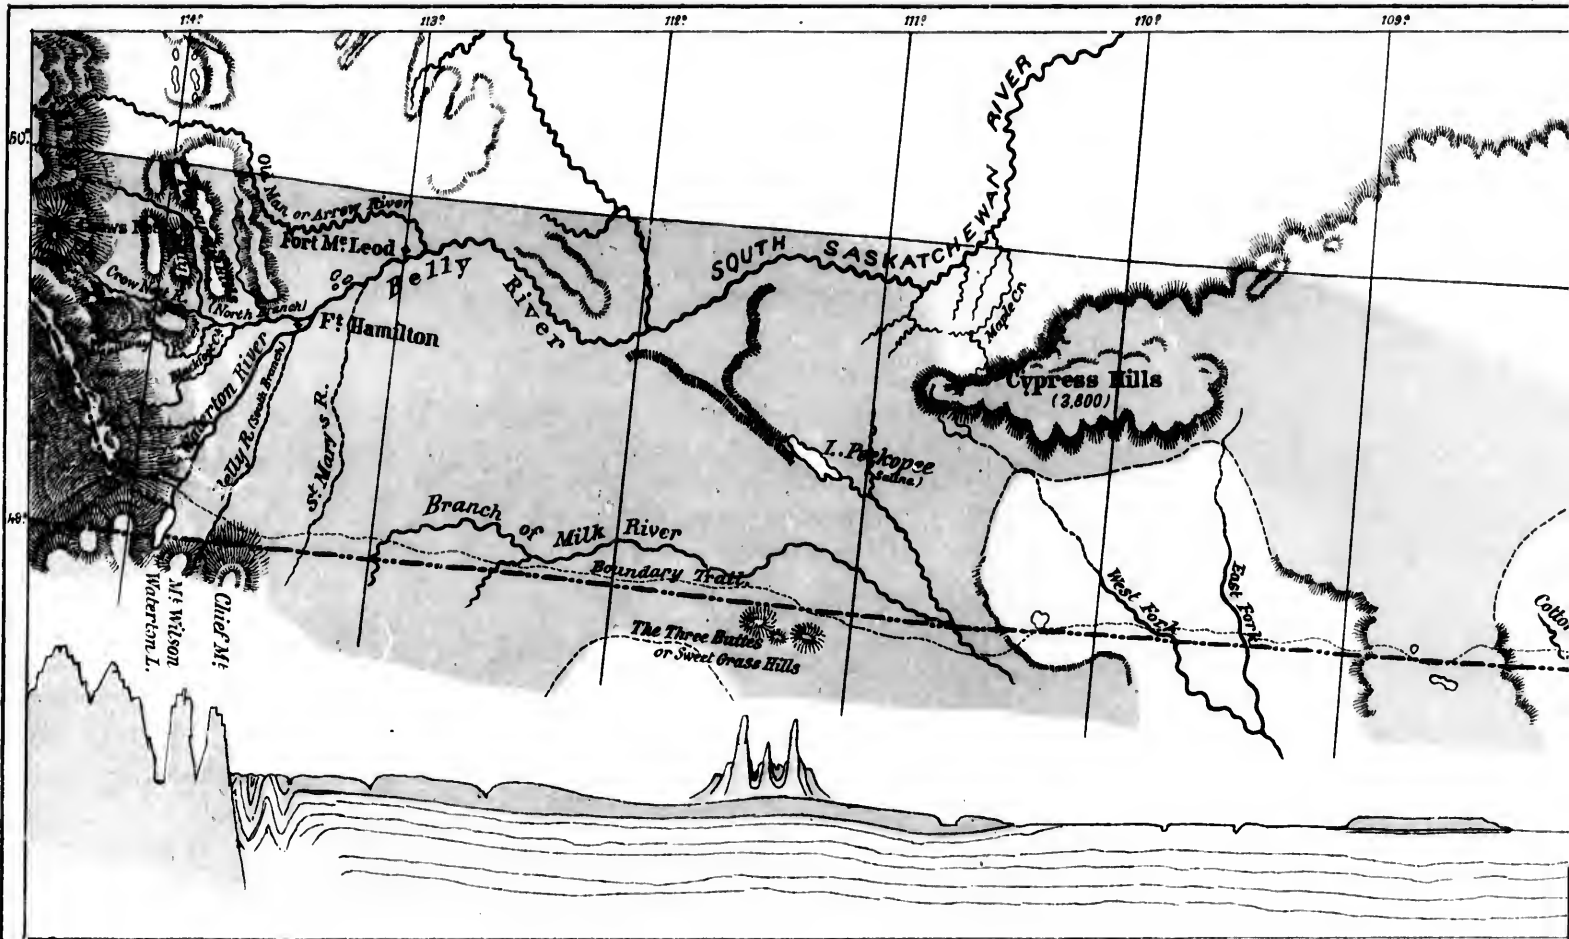 114°.
113°.
112°.
111°.
110°.
109°.
50°.
49°.
Old Man or Arrow River
Fort Mc. Leod
Belly River
SOUTH SASKATCHEWAN RIVER
Maple Cr.
Crow Nest R.
(North Branch)
Ft. Hamilton
Waterton River
Belly R. (South Branch)
St. Mary's R.
Cypress Hills
(3,800)
(Saline.)
Branch of Milk River
Boundary Trail.
The Three Buttes
or Sweet Grass Hills
West Fork
East Fork
Cotton
Waterton L.
Mt. Wilson
Chief Mt.